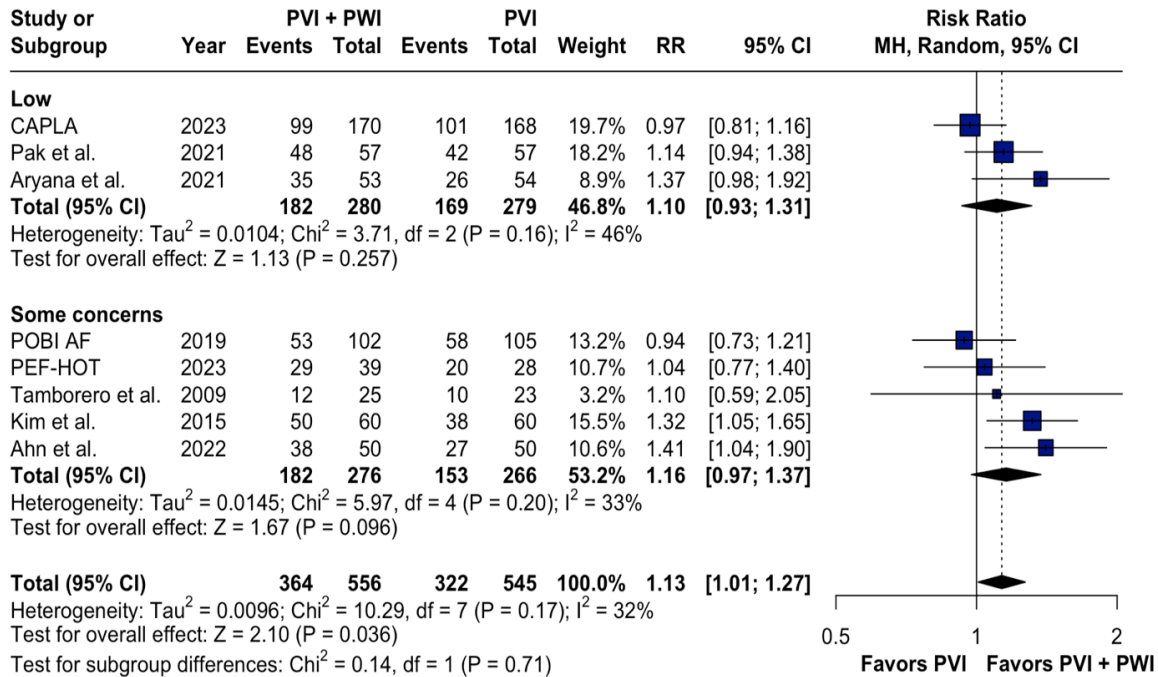 Study or PVI + PWI PVI Risk Ratio
Subgroup Year Events Total Events Total Weight RR 95% CI MH, Random, 95% CI
Low
CAPLA 2023 99 170 101 168 19.7% 0.97 [0.81; 1.16]
Pak et al. 2021 48 57 42 57 18.2% 1.14 [0.94; 1.38]
Aryana et al. 2021 35 53 26 54 8.9% 1.37 [0.98; 1.92]
Total (95% CI) 182 280 169 279 46.8% 1.10 [0.93; 1.31]
Heterogeneity: Tau² = 0.0104; Chi² = 3.71, df = 2 (P = 0.16); I² = 46%
Test for overall effect: Z = 1.13 (P = 0.257)
Some concerns
POBI AF 2019 53 102 58 105 13.2% 0.94 [0.73; 1.21]
PEF-HOT 2023 29 39 20 28 10.7% 1.04 [0.77; 1.40]
Tamborero et al. 2009 12 25 10 23 3.2% 1.10 [0.59; 2.05]
Kim et al. 2015 50 60 38 60 15.5% 1.32 [1.05; 1.65]
Ahn et al. 2022 38 50 27 50 10.6% 1.41 [1.04; 1.90]
Total (95% CI) 182 276 153 266 53.2% 1.16 [0.97; 1.37]
Heterogeneity: Tau² = 0.0145; Chi² = 5.97, df = 4 (P = 0.20); I² = 33%
Test for overall effect: Z = 1.67 (P = 0.096)
Total (95% CI) 364 556 322 545 100.0% 1.13 [1.01; 1.27]
Heterogeneity: Tau² = 0.0096; Chi² = 10.29, df = 7 (P = 0.17); I² = 32%
Test for overall effect: Z = 2.10 (P = 0.036) 0.5 1 2
Test for subgroup differences: Chi² = 0.14, df = 1 (P = 0.71) Favors PVI Favors PVI + PWI